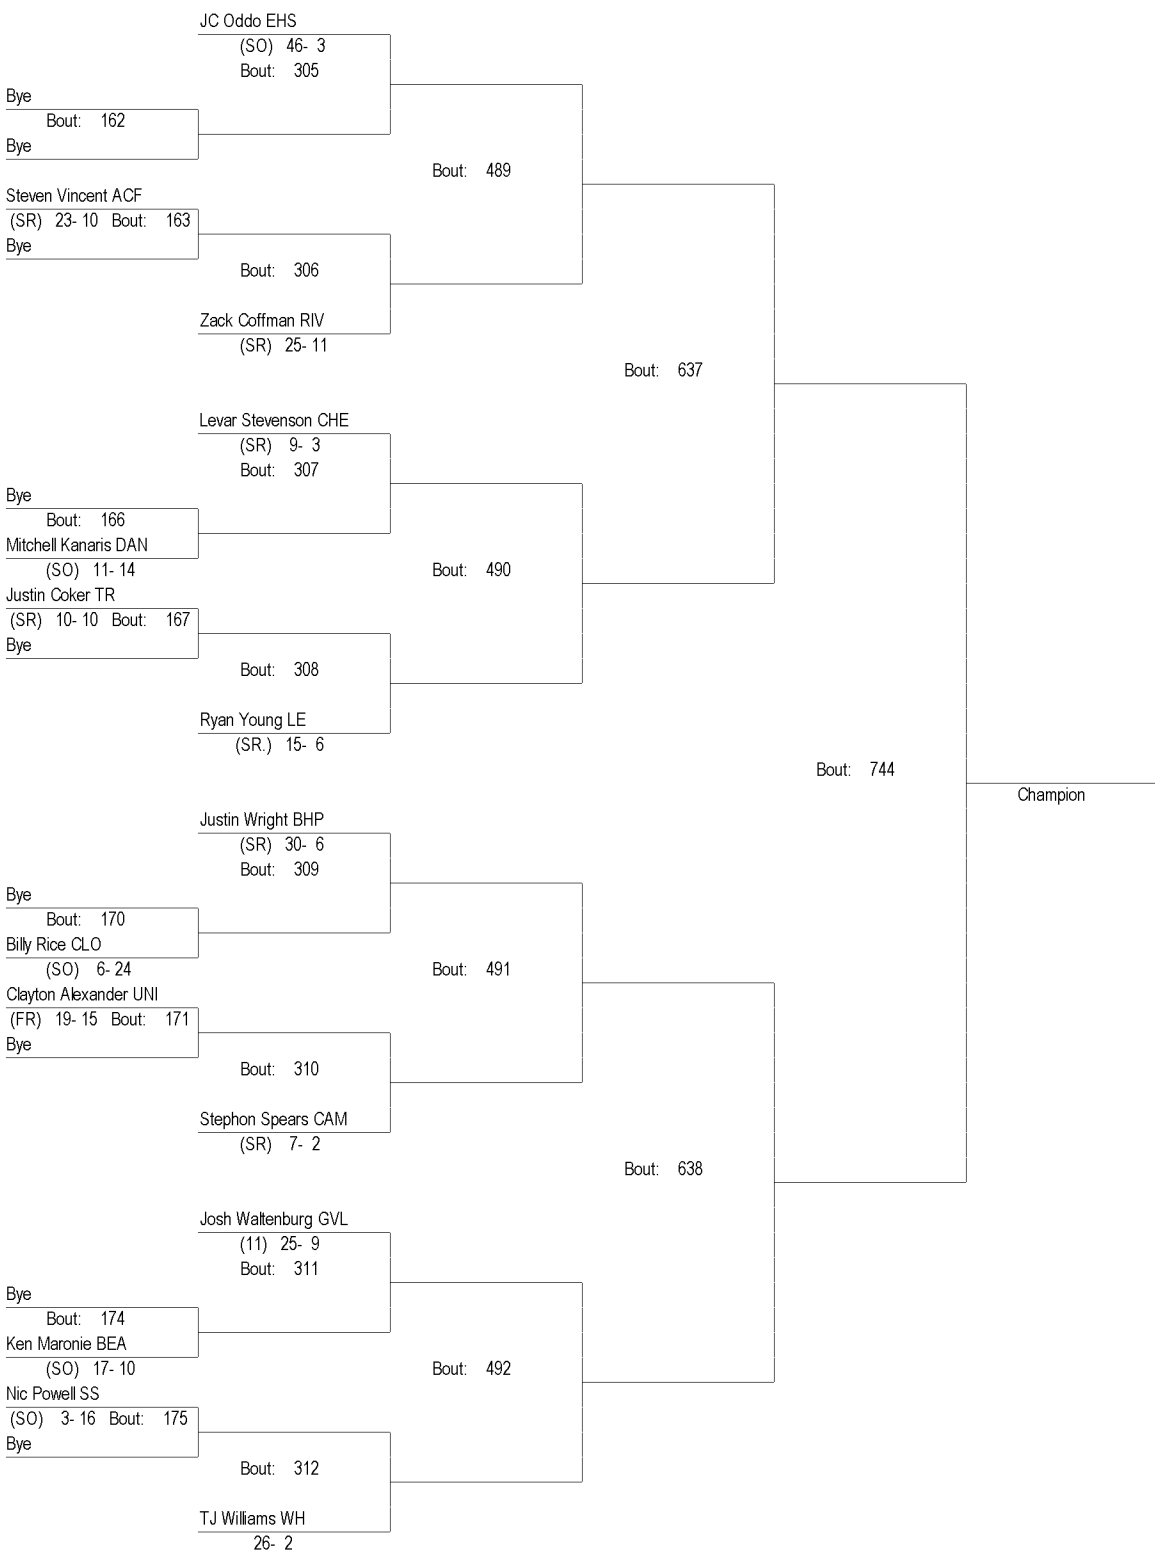 JC Oddo EHS
(SO) 46- 3
Bout: 305
Bye
Bout: 162
Bye
Bout: 489
Steven Vincent ACF
(SR) 23- 10 Bout: 163
Bye
Bout: 306
Zack Coffman RIV
(SR) 25- 11
Bout: 637
Levar Stevenson CHE
(SR) 9- 3
Bout: 307
Bye
Bout: 166
Mitchell Kanaris DAN
(SO) 11- 14
Bout: 490
Justin Coker TR
(SR) 10- 10 Bout: 167
Bye
Bout: 308
Ryan Young LE
(SR.) 15- 6
Bout: 744
Champion
Justin Wright BHP
(SR) 30- 6
Bout: 309
Bye
Bout: 170
Billy Rice CLO
(SO) 6- 24
Bout: 491
Clayton Alexander UNI
(FR) 19- 15 Bout: 171
Bye
Bout: 310
Stephon Spears CAM
(SR) 7- 2
Bout: 638
Josh Waltenburg GVL
(11) 25- 9
Bout: 311
Bye
Bout: 174
Ken Maronie BEA
(SO) 17- 10
Bout: 492
Nic Powell SS
(SO) 3- 16 Bout: 175
Bye
Bout: 312
TJ Williams WH
26- 2